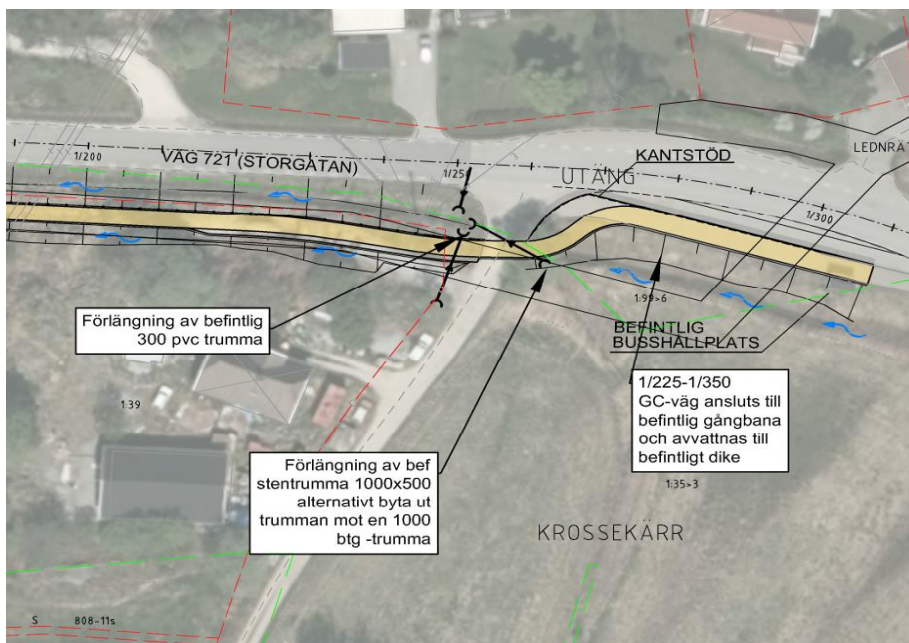 1/200
VÄG 721 (STORGATAN)
1/25
UTÄNG
KANTSTÖD
LEDNRÄT
1/300
1:99>6
BEFINTLIG
BUSSHÅLLPLATS
Förlängning av befintlig
300 pvc trumma
1:39
1/225-1/350
GC-väg ansluts till
befintlig gångbana
och avvattnas till
befintligt dike
Förlängning av bef
stentrumma 1000x500
alternativt byta ut
trumman mot en 1000
btg -trumma
1:35>3
KROSSEKÄRR
S 808-11s